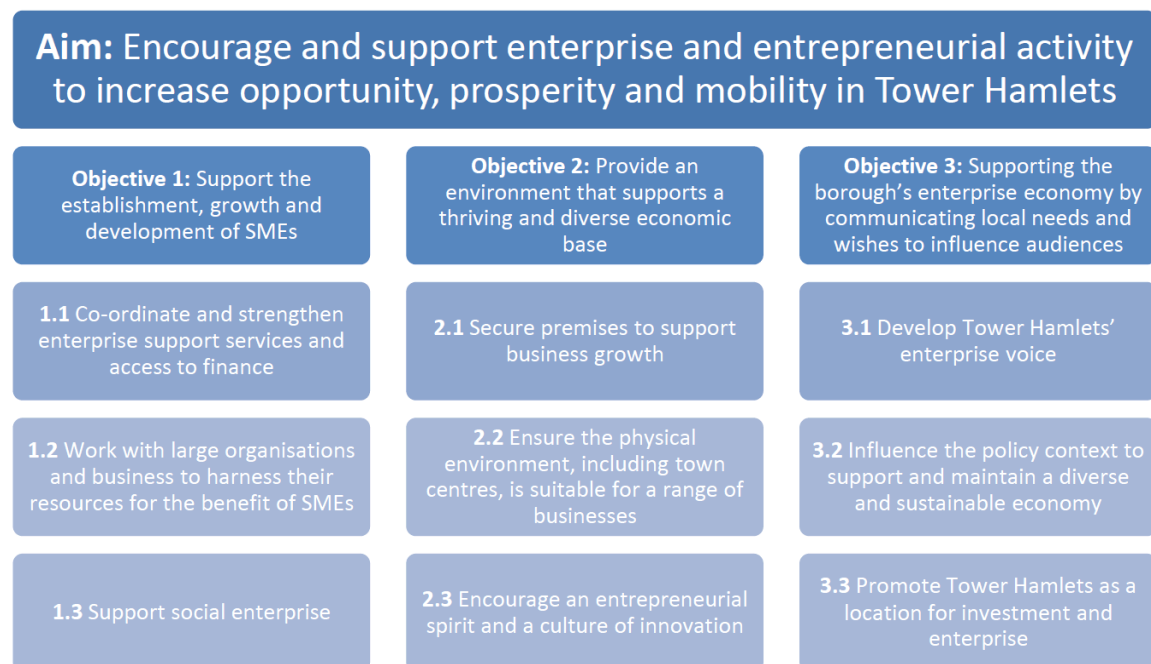 Aim: Encourage and support enterprise and entrepreneurial activity
to increase opportunity, prosperity and mobility in Tower Hamlets
Objective 1: Support the
establishment, growth and
development of SMEs
1.1 Co-ordinate and strengthen
enterprise support services and
access to finance
1.2 Work with large organisations
and business to harness their
resources for the benefit of SMEs
1.3 Support social enterprise
Objective 2: Provide an
environment that supports a
thriving and diverse economic
base
2.1 Secure premises to support
business growth
2.2 Ensure the physical
environment, including town
centres, is suitable for a range of
businesses
2.3 Encourage an entrepreneurial
spirit and a culture of innovation
Objective 3: Supporting the
borough’s enterprise economy by
communicating local needs and
wishes to influence audiences
3.1 Develop Tower Hamlets’
enterprise voice
3.2 Influence the policy context to
support and maintain a diverse
and sustainable economy
3.3 Promote Tower Hamlets as a
location for investment and
enterprise